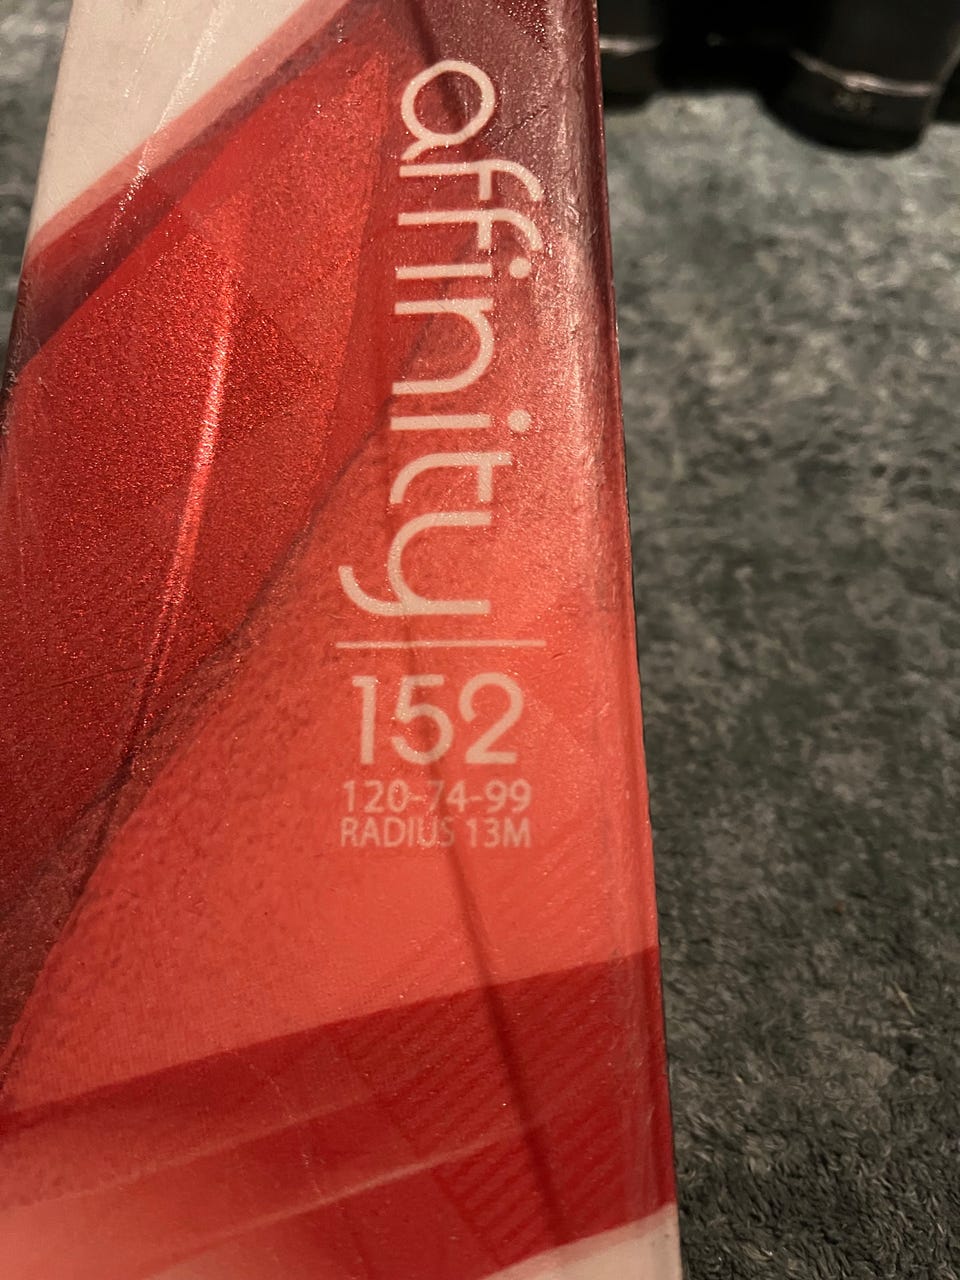 affinity
152
120-74-99
RADIUS 13M